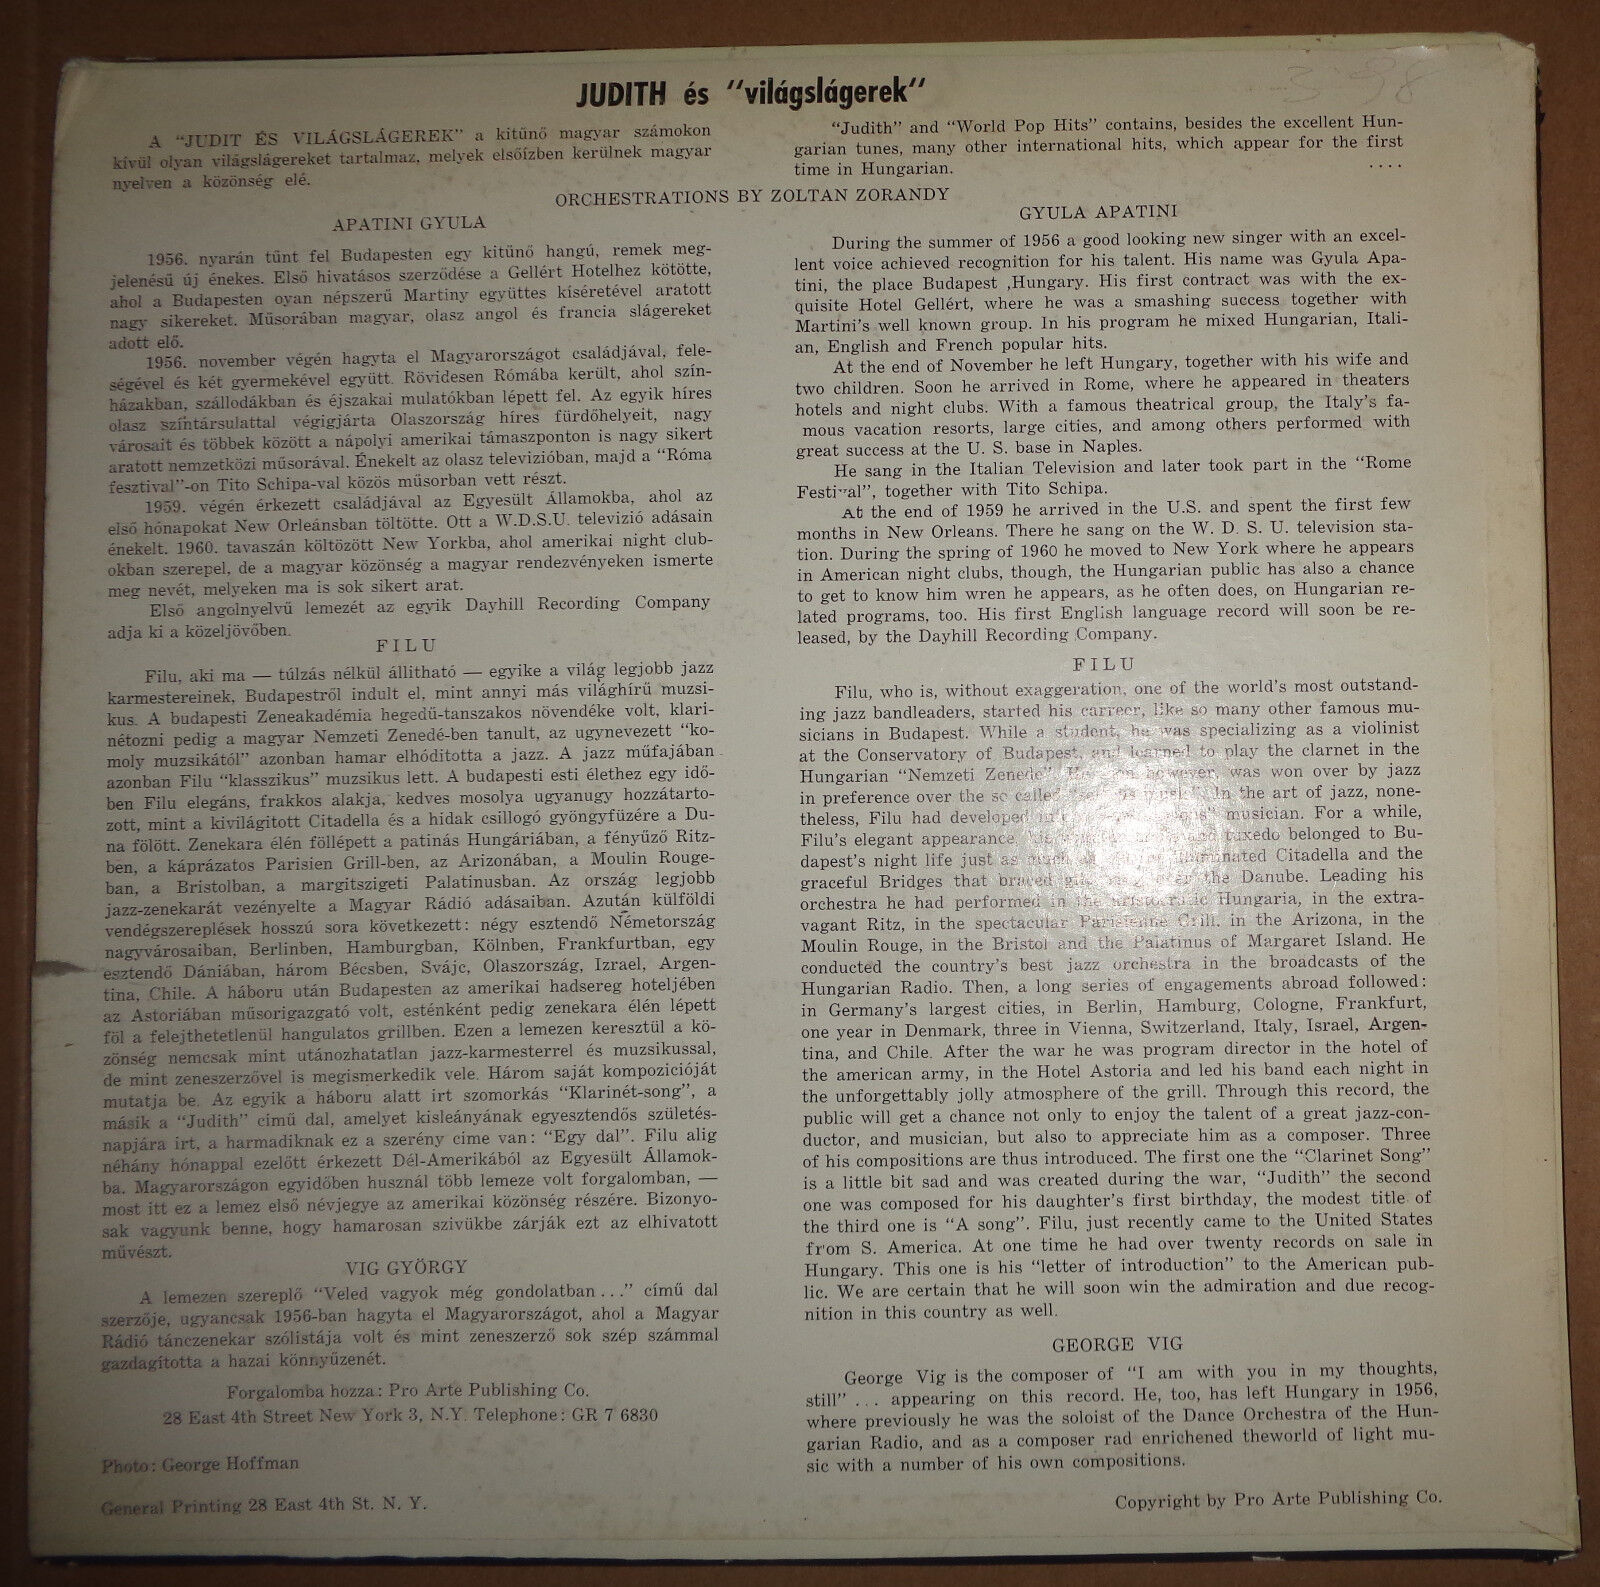 JUDITH és "világslágerek"
3 98
A "JUDIT ÉS VILÁGSLÁGEREK" a kitünő magyar számokon
kívül olyan világslágereket tartalmaz, melyek elsőízben kerülnek magyar
nyelven a közönség elé.
"Judith" and "World Pop Hits" contains, besides the excellent Hun-
garian tunes, many other international hits, which appear for the first
time in Hungarian. ....
ORCHESTRATIONS BY ZOLTAN ZORANDY
APATINI GYULA
1956. nyarán tünt fel Budapesten egy kitünő hangú, remek meg-
jelenésű új énekes. Első hivatásos szerződése a Gellért Hotelhez kötötte,
ahol a Budapesten oyan népszerű Martiny együttes kíséretével aratott
nagy sikereket. Műsorában magyar, olasz angol és francia slágereket
adott elő.
1956. november végén hagyta el Magyarországot családjával, fele-
ségével és két gyermekével együtt. Rövidesen Rómába került, ahol szín-
házakban, szállodákban és éjszakai mulatókban lépett fel. Az egyik híres
olasz színtársulattal végigjárta Olaszország híres fürdőhelyeit, nagy
városait és többek között a nápolyi amerikai támaszponton is nagy sikert
aratott nemzetközi műsorával. Énekelt az olasz televizióban, majd a "Róma
fesztival"-on Tito Schipa-val közös müsorban vett részt.
1959. végén érkezett családjával az Egyesült Államokba, ahol az
első hónapokat New Orleánsban töltötte. Ott a W.D.S.U. televizió adásain
énekelt. 1960. tavaszán költözött New Yorkba, ahol amerikai night club-
okban szerepel, de a magyar közönség a magyar rendezvényeken ismerte
meg nevét, melyeken ma is sok sikert arat.
Első angolnyelvű lemezét az egyik Dayhill Recording Company
adja ki a közeljövőben.
FILU
Filu, aki ma — túlzás nélkül állitható — egyike a világ legjobb jazz
karmestereinek, Budapestről indult el, mint annyi más világhírű muzsi-
kus. A budapesti Zeneakadémia hegedü-tanszakos növendéke volt, klari-
nétozni pedig a magyar Nemzeti Zenedé-ben tanult, az ugynevezett "ko-
moly muzsikától" azonban hamar elhóditotta a jazz. A jazz műfajában
azonban Filu "klasszikus" muzsikus lett. A budapesti esti élethez egy idő-
ben Filu elegáns, frakkos alakja, kedves mosolya ugyanugy hozzátarto-
zott, mint a kivilágitott Citadella és a hidak csillogó gyöngyfüzére a Du-
na fölött. Zenekara élén föllépett a patinás Hungáriában, a fényűző Ritz-
ben, a káprázatos Parisien Grill-ben, az Arizonában, a Moulin Rouge-
ban, a Bristolban, a margitszigeti Palatinusban. Az ország legjobb
jazz-zenekarát vezényelte a Magyar Rádió adásaiban. Azután külföldi
vendégszereplések hosszú sora következett: négy esztendő Németország
nagyvárosaiban, Berlinben, Hamburgban, Kölnben, Frankfurtban, egy
esztendő Dániában, három Bécsben, Svájc, Olaszország, Izrael, Argen-
tina, Chile. A háboru után Budapesten az amerikai hadsereg hoteljében
az Astoriában műsorigazgató volt, esténként pedig zenekara élén lépett
föl a felejthetetlenül hangulatos grillben. Ezen a lemezen keresztül a kö-
zönség nemcsak mint utánozhatatlan jazz-karmesterrel és muzsikussal,
de mint zeneszerzővel is megismerkedik vele. Három saját kompozicióját
mutatja be. Az egyik a háboru alatt irt szomorkás "Klarinét-song", a
másik a "Judith" című dal, amelyet kisleányának egyesztendős születés-
napjára irt, a harmadiknak ez a szerény cime van: "Egy dal". Filu alig
néhány hónappal ezelőtt érkezett Dél-Amerikából az Egyesült Államok-
ba. Magyarországon egyidőben husznál több lemeze volt forgalomban, —
most itt ez a lemez első névjegye az amerikai közönség részére. Bizonyo-
sak vagyunk benne, hogy hamarosan szivükbe zárják ezt az elhivatott
művészt.
VIG GYÖRGY
A lemezen szereplő "Veled vagyok még gondolatban ..." című dal
szerzője, ugyancsak 1956-ban hagyta el Magyarországot, ahol a Magyar
Rádió tánczenekar szólistája volt és mint zeneszerző sok szép számmal
gazdagította a hazai könnyűzenét.
Forgalomba hozza: Pro Arte Publishing Co.
28 East 4th Street New York 3, N.Y. Telephone: GR 7 6830
Photo: George Hoffman
General Printing 28 East 4th St. N. Y.
GYULA APATINI
During the summer of 1956 a good looking new singer with an excel-
lent voice achieved recognition for his talent. His name was Gyula Apa-
tini, the place Budapest ,Hungary. His first contract was with the ex-
quisite Hotel Gellért, where he was a smashing success together with
Martini's well known group. In his program he mixed Hungarian, Itali-
an, English and French popular hits.
At the end of November he left Hungary, together with his wife and
two children. Soon he arrived in Rome, where he appeared in theaters
hotels and night clubs. With a famous theatrical group, the Italy's fa-
mous vacation resorts, large cities, and among others performed with
great success at the U. S. base in Naples.
He sang in the Italian Television and later took part in the "Rome
Festival", together with Tito Schipa.
At the end of 1959 he arrived in the U.S. and spent the first few
months in New Orleans. There he sang on the W. D. S. U. television sta-
tion. During the spring of 1960 he moved to New York where he appears
in American night clubs, though, the Hungarian public has also a chance
to get to know him wren he appears, as he often does, on Hungarian re-
lated programs, too. His first English language record will soon be re-
leased, by the Dayhill Recording Company.
FILU
Filu, who is, without exaggeration, one of the world's most outstand-
ing jazz bandleaders, started his carreer, like so many other famous mu-
sicians in Budapest. While a student, he was specializing as a violinist
at the Conservatory of Budapest, and learned to play the clarnet in the
Hungarian "Nemzeti Zenede". He however, was won over by jazz
in preference over the so called In the art of jazz, none-
theless, Filu had developed musician. For a while,
Filu's elegant appearance, and tuxedo belonged to Bu-
dapest's night life just as much illuminated Citadella and the
graceful Bridges that braced over the Danube. Leading his
orchestra he had performed in the aristocratic Hungaria, in the extra-
vagant Ritz, in the spectacular Parisienne Grill, in the Arizona, in the
Moulin Rouge, in the Bristol and the Palatinus of Margaret Island. He
conducted the country's best jazz orchestra in the broadcasts of the
Hungarian Radio. Then, a long series of engagements abroad followed:
in Germany's largest cities, in Berlin, Hamburg, Cologne, Frankfurt,
one year in Denmark, three in Vienna, Switzerland, Italy, Israel, Argen-
tina, and Chile. After the war he was program director in the hotel of
the american army, in the Hotel Astoria and led his band each night in
the unforgettably jolly atmosphere of the grill. Through this record, the
public will get a chance not only to enjoy the talent of a great jazz-con-
ductor, and musician, but also to appreciate him as a composer. Three
of his compositions are thus introduced. The first one the "Clarinet Song"
is a little bit sad and was created during the war, "Judith" the second
one was composed for his daughter's first birthday, the modest title of
the third one is "A song". Filu, just recently came to the United States
from S. America. At one time he had over twenty records on sale in
Hungary. This one is his "letter of introduction" to the American pub-
lic. We are certain that he will soon win the admiration and due recog-
nition in this country as well.
GEORGE VIG
George Vig is the composer of "I am with you in my thoughts,
still" ... appearing on this record. He, too, has left Hungary in 1956,
where previously he was the soloist of the Dance Orchestra of the Hun-
garian Radio, and as a composer rad enrichened theworld of light mu-
sic with a number of his own compositions.
Copyright by Pro Arte Publishing Co.